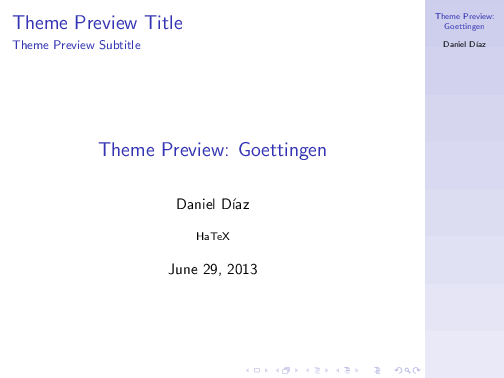 Theme Preview Title
Theme Preview Subtitle
Theme Preview: Goettingen
Daniel Díaz
HaTeX
June 29, 2013
Theme Preview:
Goettingen
Daniel Díaz